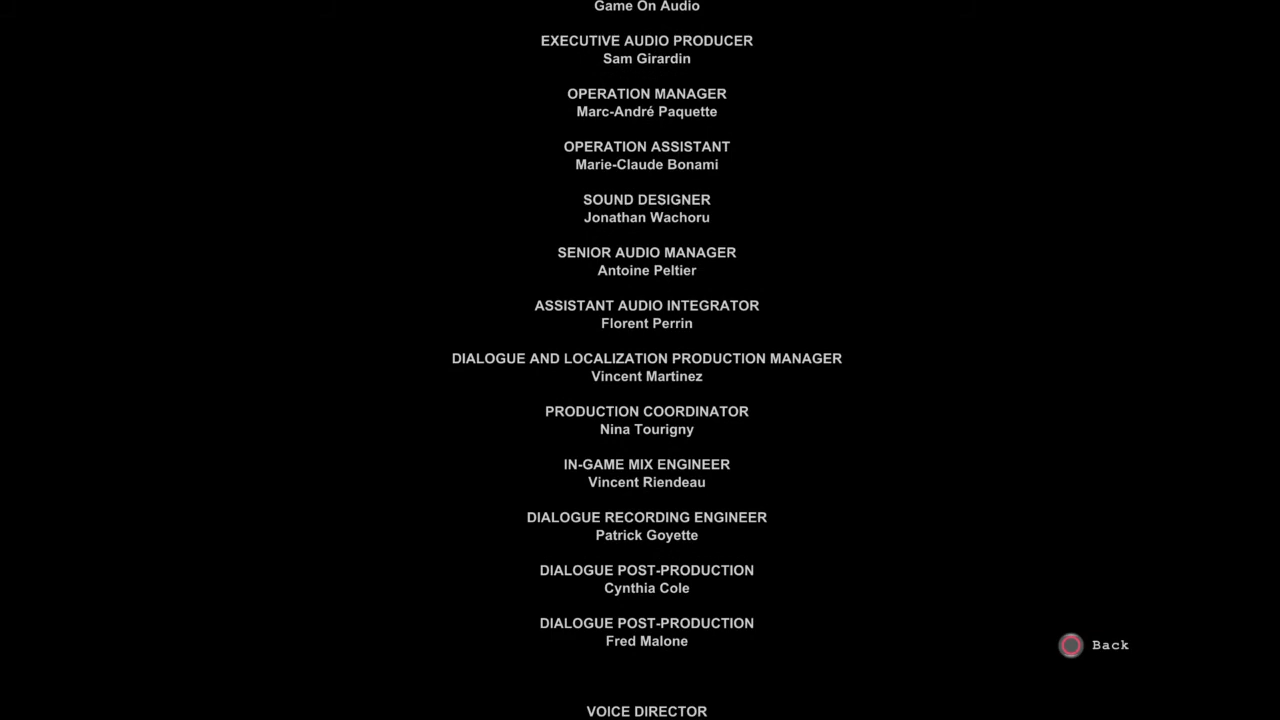 Game On Audio
EXECUTIVE AUDIO PRODUCER
Sam Girardin
OPERATION MANAGER
Marc-André Paquette
OPERATION ASSISTANT
Marie-Claude Bonami
SOUND DESIGNER
Jonathan Wachoru
SENIOR AUDIO MANAGER
Antoine Peltier
ASSISTANT AUDIO INTEGRATOR
Florent Perrin
DIALOGUE AND LOCALIZATION PRODUCTION MANAGER
Vincent Martinez
PRODUCTION COORDINATOR
Nina Tourigny
IN-GAME MIX ENGINEER
Vincent Riendeau
DIALOGUE RECORDING ENGINEER
Patrick Goyette
DIALOGUE POST-PRODUCTION
Cynthia Cole
DIALOGUE POST-PRODUCTION
Fred Malone
Back
VOICE DIRECTOR